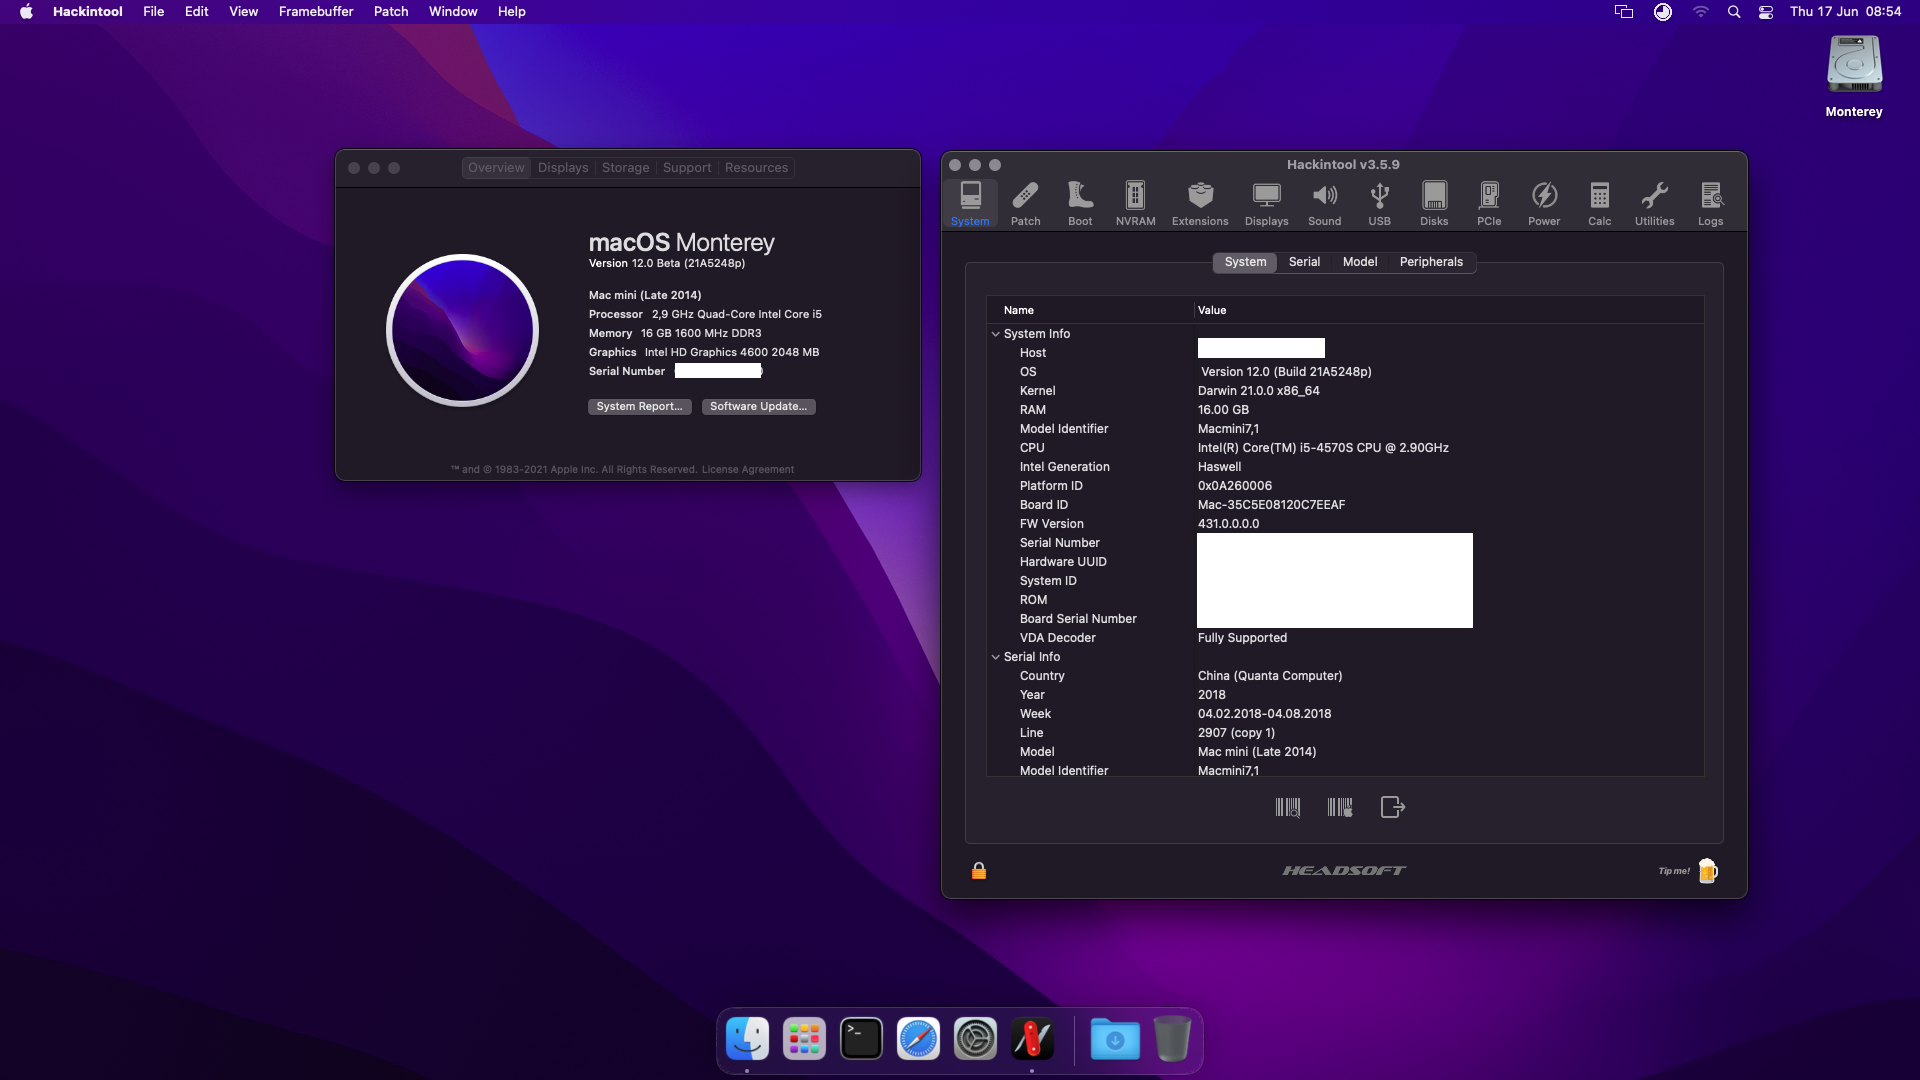 Hackintool File Edit View Framebuffer Patch Window Help Thu 17 Jun 08:54
Monterey
Overview Displays Storage Support Resources
macOS Monterey
Version 12.0 Beta (21A5248p)
Mac mini (Late 2014)
Processor 2,9 GHz Quad-Core Intel Core i5
Memory 16 GB 1600 MHz DDR3
Graphics Intel HD Graphics 4600 2048 MB
Serial Number
System Report... Software Update...
™ and © 1983-2021 Apple Inc. All Rights Reserved. License Agreement
Hackintool v3.5.9
System Patch Boot NVRAM Extensions Displays Sound USB Disks PCIe Power Calc Utilities Logs
System Serial Model Peripherals
Name Value
System Info
Host
OS Version 12.0 (Build 21A5248p)
Kernel Darwin 21.0.0 x86_64
RAM 16.00 GB
Model Identifier Macmini7,1
CPU Intel(R) Core(TM) i5-4570S CPU @ 2.90GHz
Intel Generation Haswell
Platform ID 0x0A260006
Board ID Mac-35C5E08120C7EEAF
FW Version 431.0.0.0.0
Serial Number
Hardware UUID
System ID
ROM
Board Serial Number
VDA Decoder Fully Supported
Serial Info
Country China (Quanta Computer)
Year 2018
Week 04.02.2018-04.08.2018
Line 2907 (copy 1)
Model Mac mini (Late 2014)
Model Identifier Macmini7,1
HEADSOFT
Tip me!